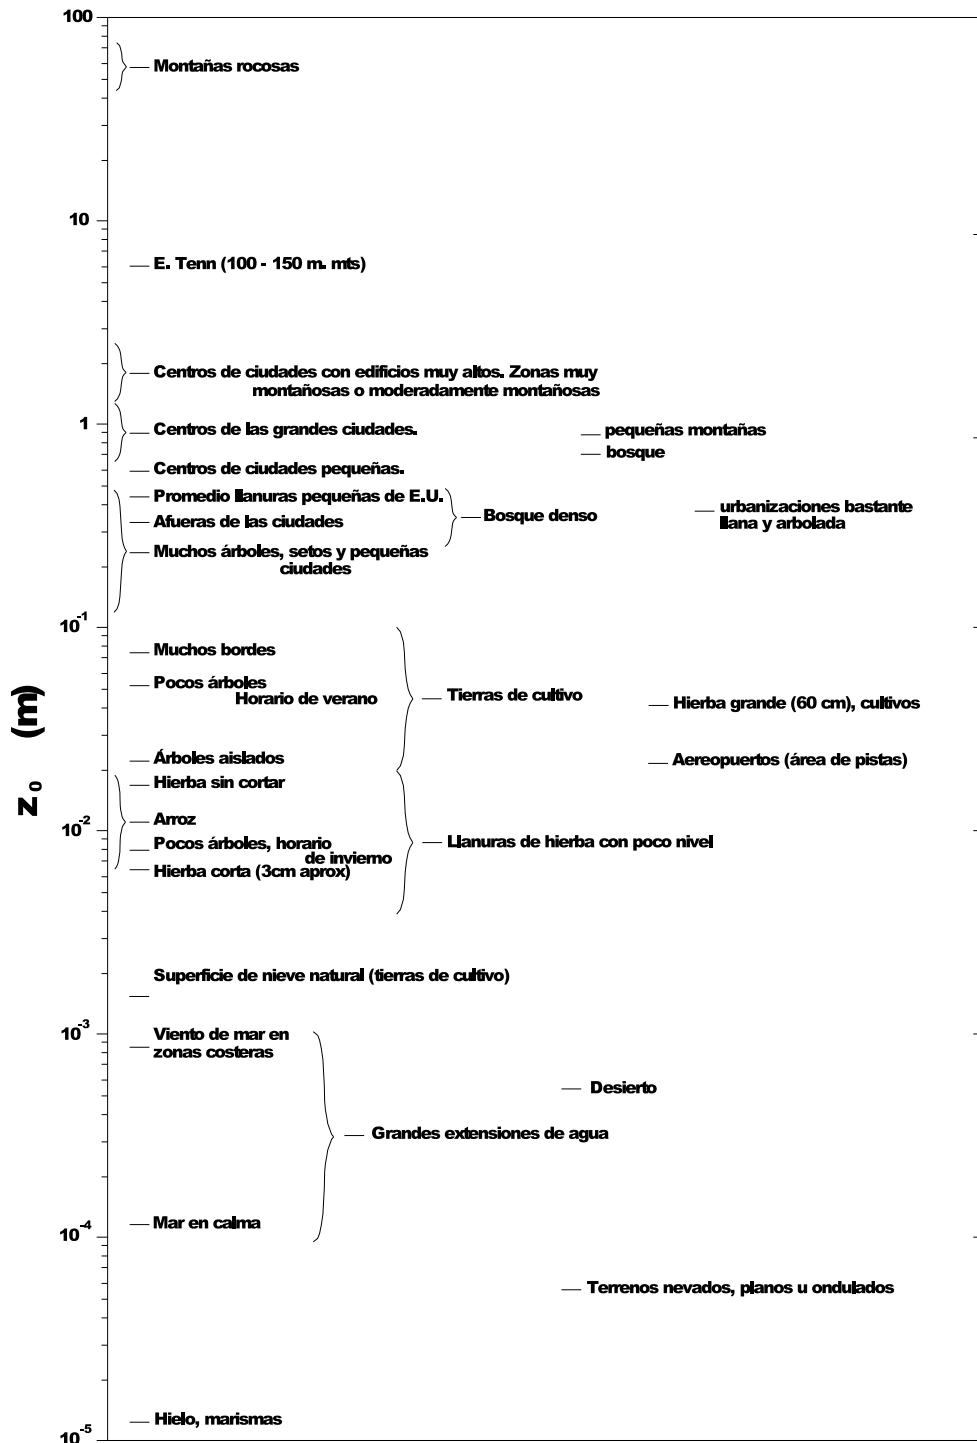 100
Montañas rocosas
10
E. Tenn (100 - 150 m. mts)
Centros de ciudades con edificios muy altos. Zonas muy
montañosas o moderadamente montañosas
1
Centros de las grandes ciudades.
pequeñas montañas
bosque
Centros de ciudades pequeñas.
Promedio llanuras pequeñas de E.U.
Afueras de las ciudades
Bosque denso
urbanizaciones bastante
llana y arbolada
Muchos árboles, setos y pequeñas
ciudades
10⁻¹
Muchos bordes
Pocos árboles
Horario de verano
Tierras de cultivo
Hierba grande (60 cm), cultivos
z₀ (m)
Árboles aislados
Aereopuertos (área de pistas)
Hierba sin cortar
Arroz
10⁻²
Pocos árboles, horario
de invierno
Llanuras de hierba con poco nivel
Hierba corta (3cm aprox)
Superficie de nieve natural (tierras de cultivo)
10⁻³
Viento de mar en
zonas costeras
Desierto
Grandes extensiones de agua
Mar en calma
10⁻⁴
Terrenos nevados, planos u ondulados
Hielo, marismas
10⁻⁵